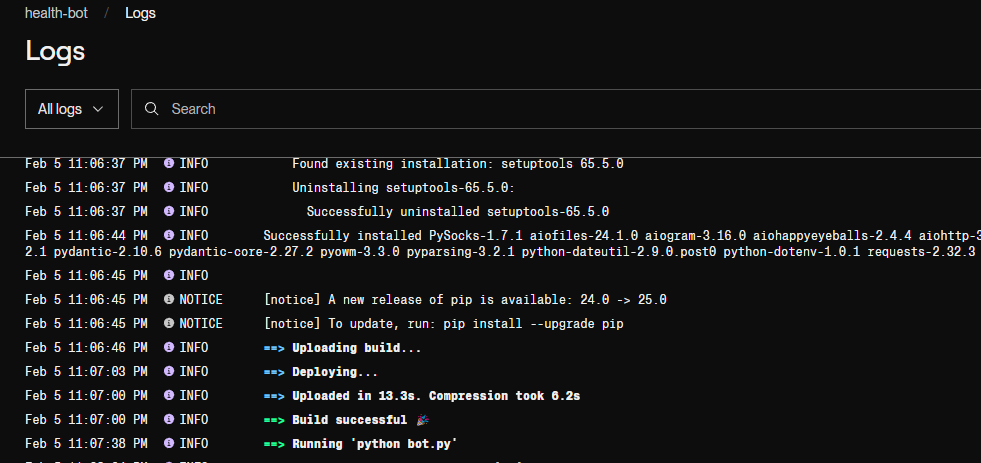 health-bot / Logs
Logs
All logs
Search
Feb 5 11:06:37 PM INFO Found existing installation: setuptools 65.5.0
Feb 5 11:06:37 PM INFO Uninstalling setuptools-65.5.0:
Feb 5 11:06:37 PM INFO Successfully uninstalled setuptools-65.5.0
Feb 5 11:06:44 PM INFO Successfully installed PySocks-1.7.1 aiofiles-24.1.0 aiogram-3.16.0 aiohappyeyeballs-2.4.4 aiohttp-3
2.1 pydantic-2.10.6 pydantic-core-2.27.2 pyowm-3.3.0 pyparsing-3.2.1 python-dateutil-2.9.0.post0 python-dotenv-1.0.1 requests-2.32.3
Feb 5 11:06:45 PM INFO
Feb 5 11:06:45 PM NOTICE [notice] A new release of pip is available: 24.0 -> 25.0
Feb 5 11:06:45 PM NOTICE [notice] To update, run: pip install --upgrade pip
Feb 5 11:06:46 PM INFO ==> Uploading build...
Feb 5 11:07:03 PM INFO ==> Deploying...
Feb 5 11:07:00 PM INFO ==> Uploaded in 13.3s. Compression took 6.2s
Feb 5 11:07:00 PM INFO ==> Build successful 🎉
Feb 5 11:07:38 PM INFO ==> Running 'python bot.py'